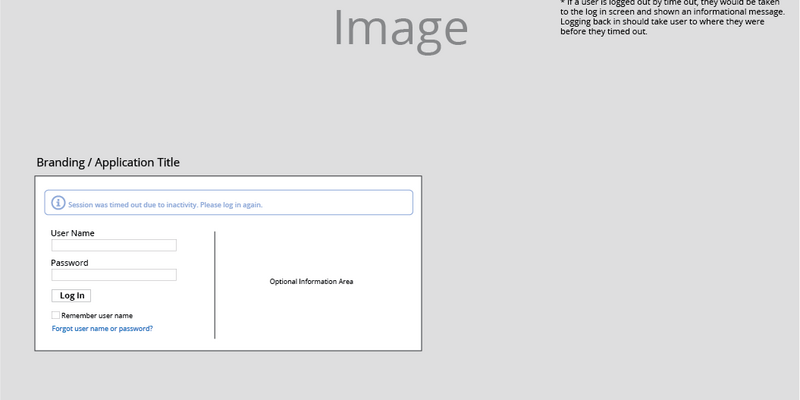 Image
* If a user is logged out by time out, they would be taken
to the log in screen and shown an informational message.
Logging back in should take user to where they were
before they timed out.
Branding / Application Title
Session was timed out due to inactivity. Please log in again.
User Name
Password
Log In
Remember user name
Forgot user name or password?
Optional Information Area